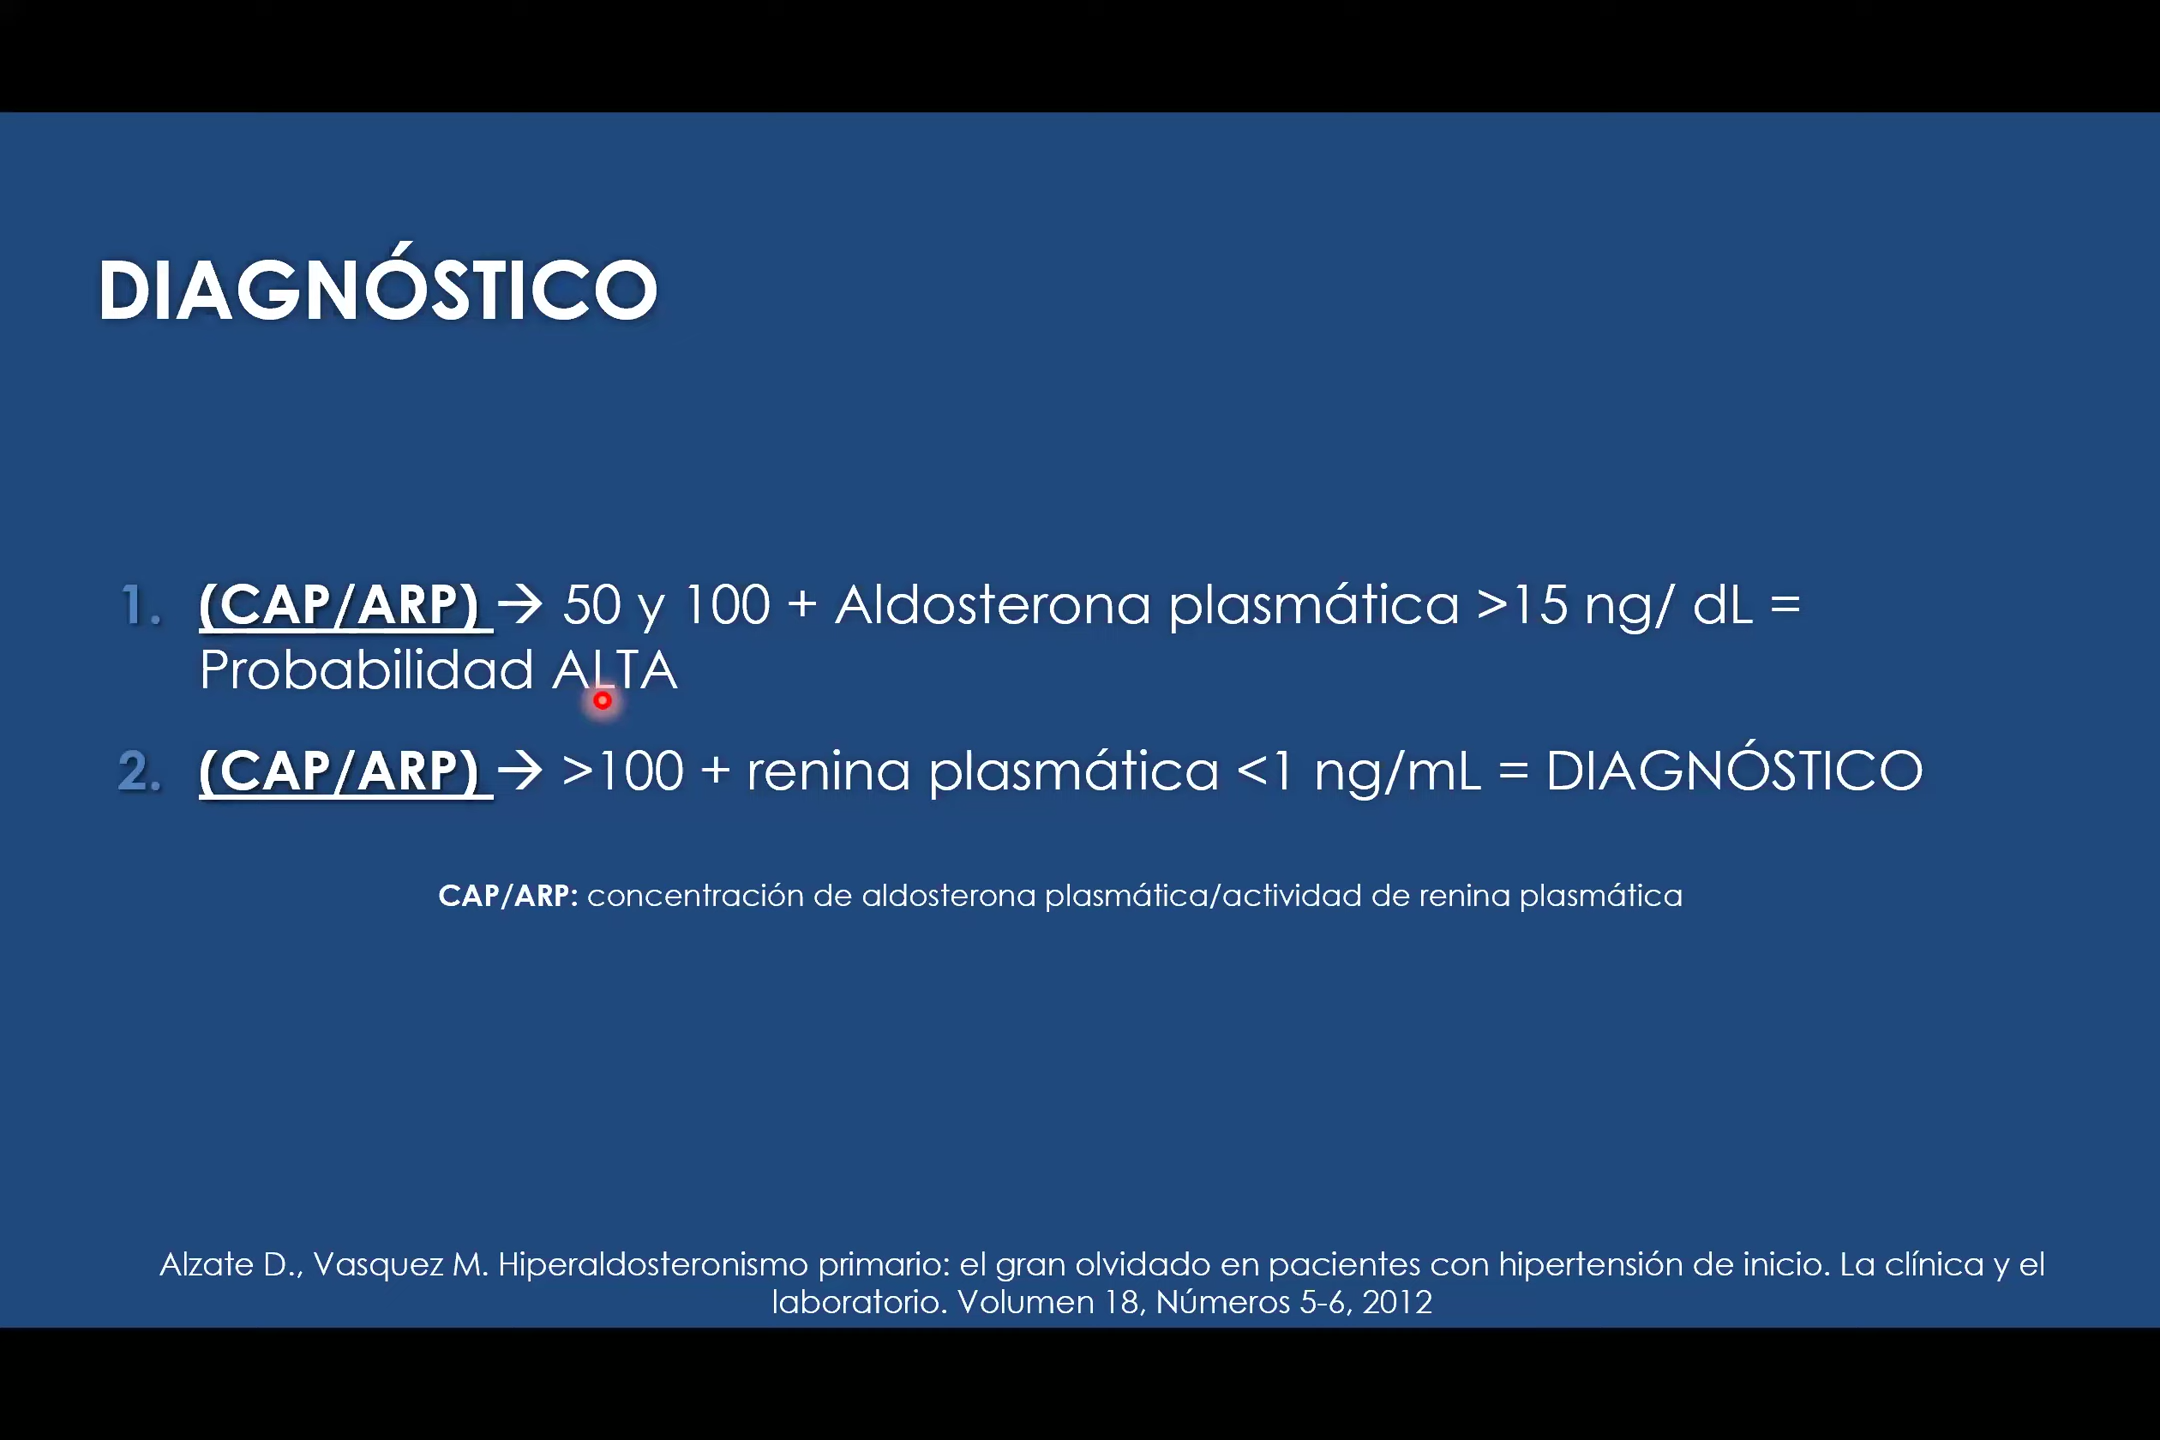 DIAGNÓSTICO
1. (CAP/ARP) → 50 y 100 + Aldosterona plasmática >15 ng/ dL =
Probabilidad ALTA
2. (CAP/ARP) → >100 + renina plasmática <1 ng/mL = DIAGNÓSTICO
CAP/ARP: concentración de aldosterona plasmática/actividad de renina plasmática
Alzate D., Vasquez M. Hiperaldosteronismo primario: el gran olvidado en pacientes con hipertensión de inicio. La clínica y el
laboratorio. Volumen 18, Números 5-6, 2012